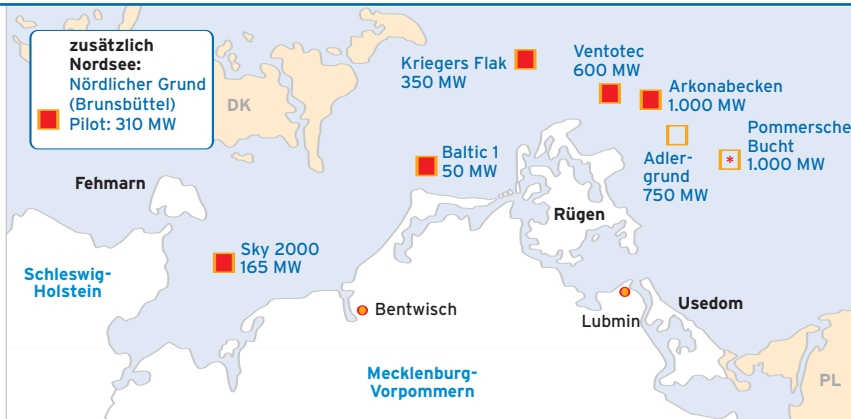 zusätzlich
Nordsee:
Nördlicher Grund
(Brunsbüttel)
Pilot: 310 MW
DK
Kriegers Flak
350 MW
Ventotec
600 MW
Arkonabecken
1.000 MW
Pommersche
Bucht
1.000 MW
*
Adler-
grund
750 MW
Baltic 1
50 MW
Fehmarn
Rügen
Sky 2000
165 MW
Schleswig-
Holstein
Bentwisch
Lubmin
Usedom
Mecklenburg-
Vorpommern
PL